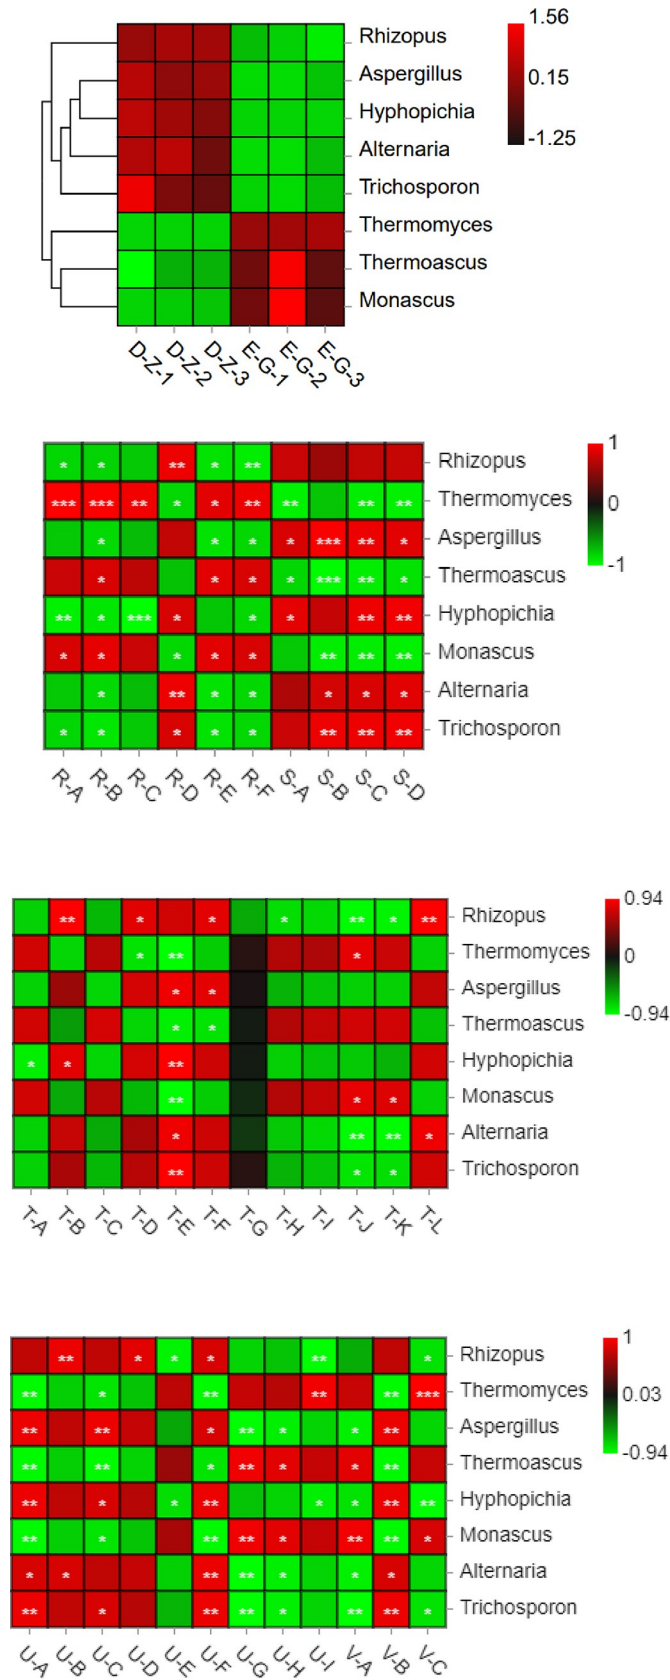 1.56
Rhizopus
Aspergillus
0.15
Hyphopichia
-1.25
Alternaria
Trichosporon
Thermomyces
Thermoascus
Monascus
D-Z-1 D-Z-2 D-Z-3 E-G-1 E-G-2 E-G-3
* * ** * ** Rhizopus 1
*** *** ** * * ** ** ** ** Thermomyces 0
* * * * *** ** * Aspergillus
* * * * *** ** * Thermoascus -1
** * *** * * * ** ** Hyphopichia
* * * * * ** ** ** Monascus
* ** * * * * * Alternaria
* * * * * ** ** ** Trichosporon
R-A R-B R-C R-D R-E R-F S-A S-B S-C S-D
** * * * ** * ** Rhizopus 0.94
* ** * Thermomyces 0
* * Aspergillus
* * Thermoascus -0.94
* * ** Hyphopichia
** * * Monascus
* ** ** * Alternaria
** * * Trichosporon
T-A T-B T-C T-D T-E T-F T-G T-H T-I T-J T-K T-L
** * * * ** * Rhizopus 1
** * ** ** ** *** Thermomyces 0.03
** ** * ** * * ** Aspergillus
** ** * ** * * ** Thermoascus -0.94
** * * ** * * ** ** Hyphopichia
** * ** ** * ** ** * Monascus
* * ** ** * * * Alternaria
** * ** ** * ** ** * Trichosporon
U-A U-B U-C U-D U-E U-F U-G U-H U-I V-A V-B V-C